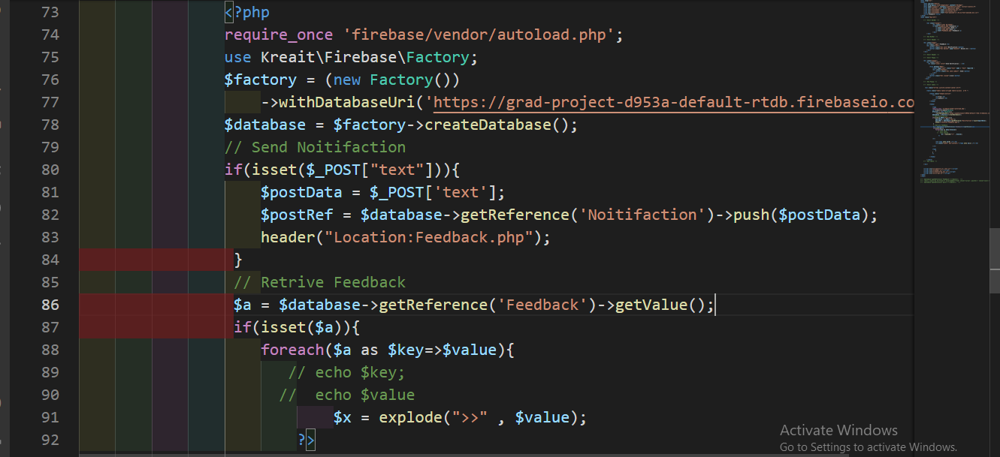 73 <?php
74 require_once 'firebase/vendor/autoload.php';
75 use Kreait\Firebase\Factory;
76 $factory = (new Factory())
77 ->withDatabaseUri('https://grad-project-d953a-default-rtdb.firebaseio.co
78 $database = $factory->createDatabase();
79 // Send Noitifaction
80 if(isset($_POST["text"])){
81 $postData = $_POST['text'];
82 $postRef = $database->getReference('Noitifaction')->push($postData);
83 header("Location:Feedback.php");
84 }
85 // Retrive Feedback
86 $a = $database->getReference('Feedback')->getValue();
87 if(isset($a)){
88 foreach($a as $key=>$value){
89 // echo $key;
90 // echo $value
91 $x = explode(">>" , $value);
92 ?>
Activate Windows
Go to Settings to activate Windows.